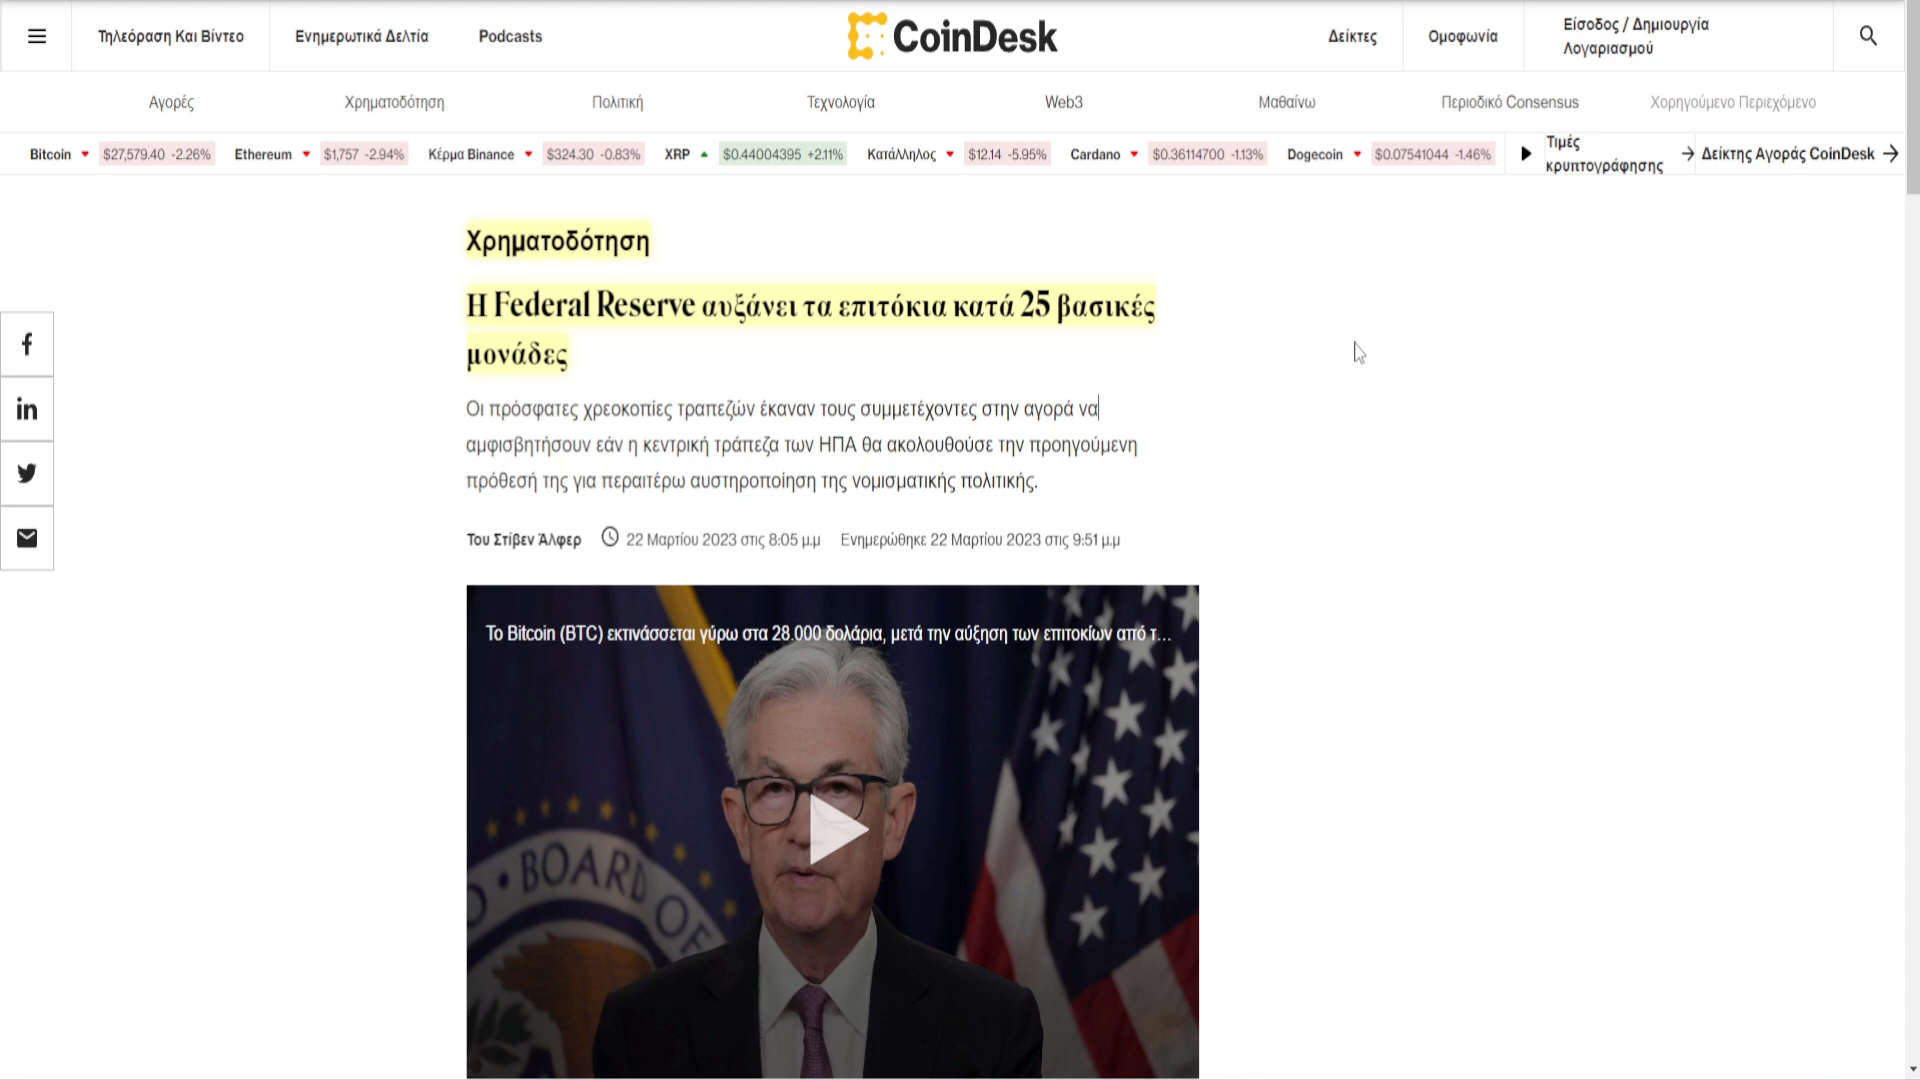 Τηλεόραση Και Βίντεο
Ενημερωτικά Δελτία
Podcasts
CoinDesk
Δείκτες
Ομοφωνία
Είσοδος / Δημιουργία
Λογαριασμού
Αγορές
Χρηματοδότηση
Πολιτική
Τεχνολογία
Web3
Μαθαίνω
Περιοδικό Consensus
Χορηγούμενο Περιεχόμενο
Bitcoin $27,579.40 -2.26%
Ethereum $1,757 -2.94%
Κέρμα Binance $324.30 -0.83%
XRP $0.44004395 +2.11%
Κατάλληλος $12.14 -5.95%
Cardano $0.36114700 -1.13%
Dogecoin $0.07541044 -1.46%
Τιμές
κρυπτογράφησης
Δείκτης Αγοράς CoinDesk
Χρηματοδότηση
Η Federal Reserve αυξάνει τα επιτόκια κατά 25 βασικές
μονάδες
Οι πρόσφατες χρεοκοπίες τραπεζών έκαναν τους συμμετέχοντες στην αγορά να
αμφισβητήσουν εάν η κεντρική τράπεζα των ΗΠΑ θα ακολουθούσε την προηγούμενη
πρόθεσή της για περαιτέρω αυστηροποίηση της νομισματικής πολιτικής.
Του Στίβεν Άλφερ 22 Μαρτίου 2023 στις 8:05 μ.μ Ενημερώθηκε 22 Μαρτίου 2023 στις 9:51 μ.μ
Το Bitcoin (BTC) εκτινάσσεται γύρω στα 28.000 δολάρια, μετά την αύξηση των επιτοκίων από τ...
BOARD OF